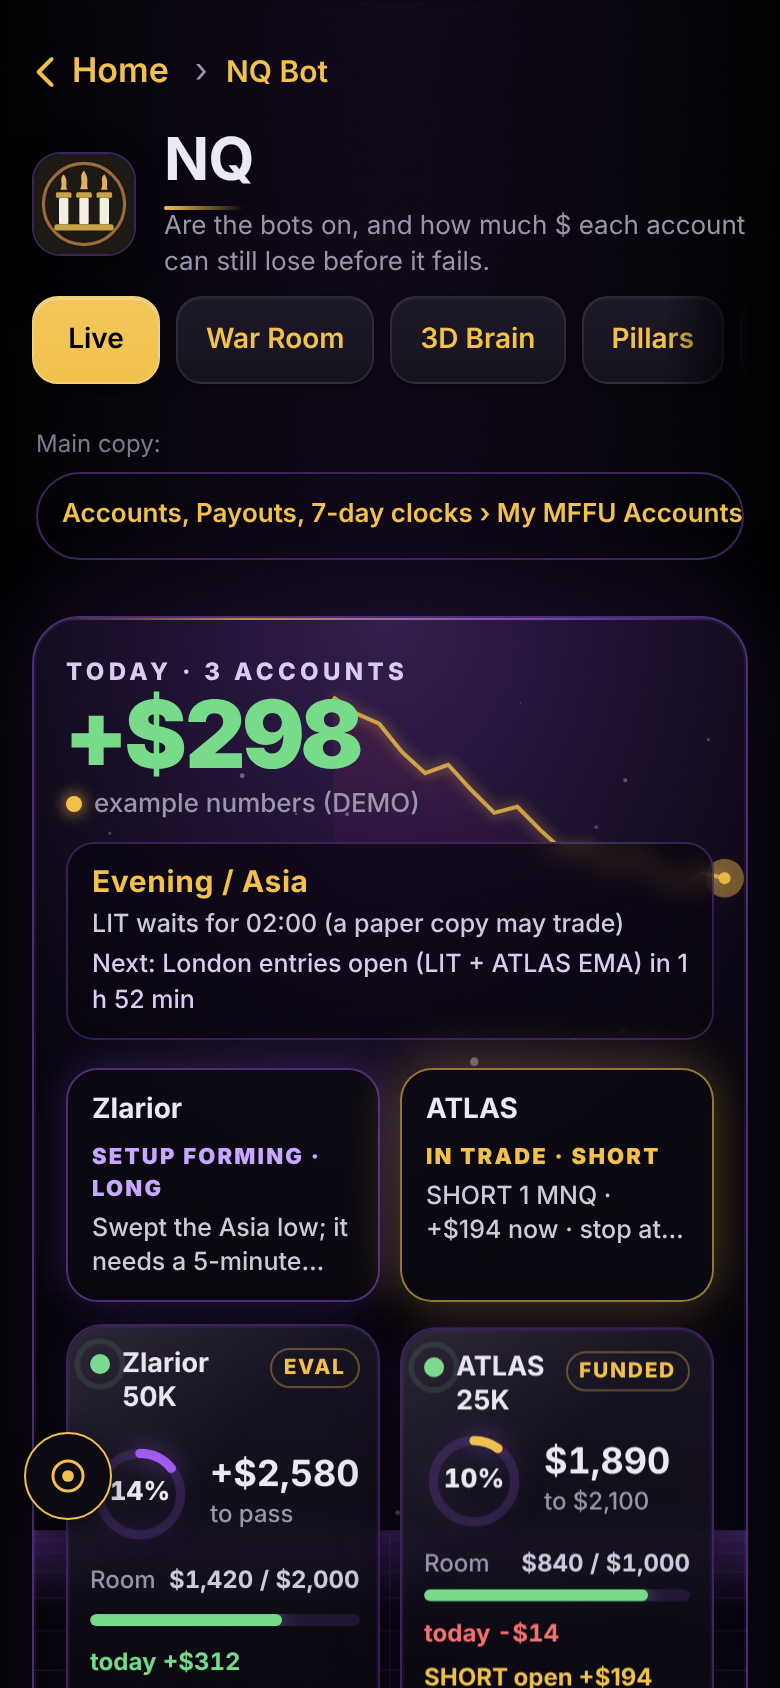 Home › NQ Bot
NQ
Are the bots on, and how much $ each account
can still lose before it fails.
Live
War Room
3D Brain
Pillars
Main copy:
Accounts, Payouts, 7-day clocks › My MFFU Accounts
TODAY · 3 ACCOUNTS
+$298
example numbers (DEMO)
Evening / Asia
LIT waits for 02:00 (a paper copy may trade)
Next: London entries open (LIT + ATLAS EMA) in 1
h 52 min
Zlarior
SETUP FORMING ·
LONG
Swept the Asia low; it
needs a 5-minute...
ATLAS
IN TRADE · SHORT
SHORT 1 MNQ ·
+$194 now · stop at...
Zlarior
50K
EVAL
14%
+$2,580
to pass
Room $1,420 / $2,000
today +$312
ATLAS
25K
FUNDED
10%
$1,890
to $2,100
Room $840 / $1,000
today -$14
SHORT open +$194